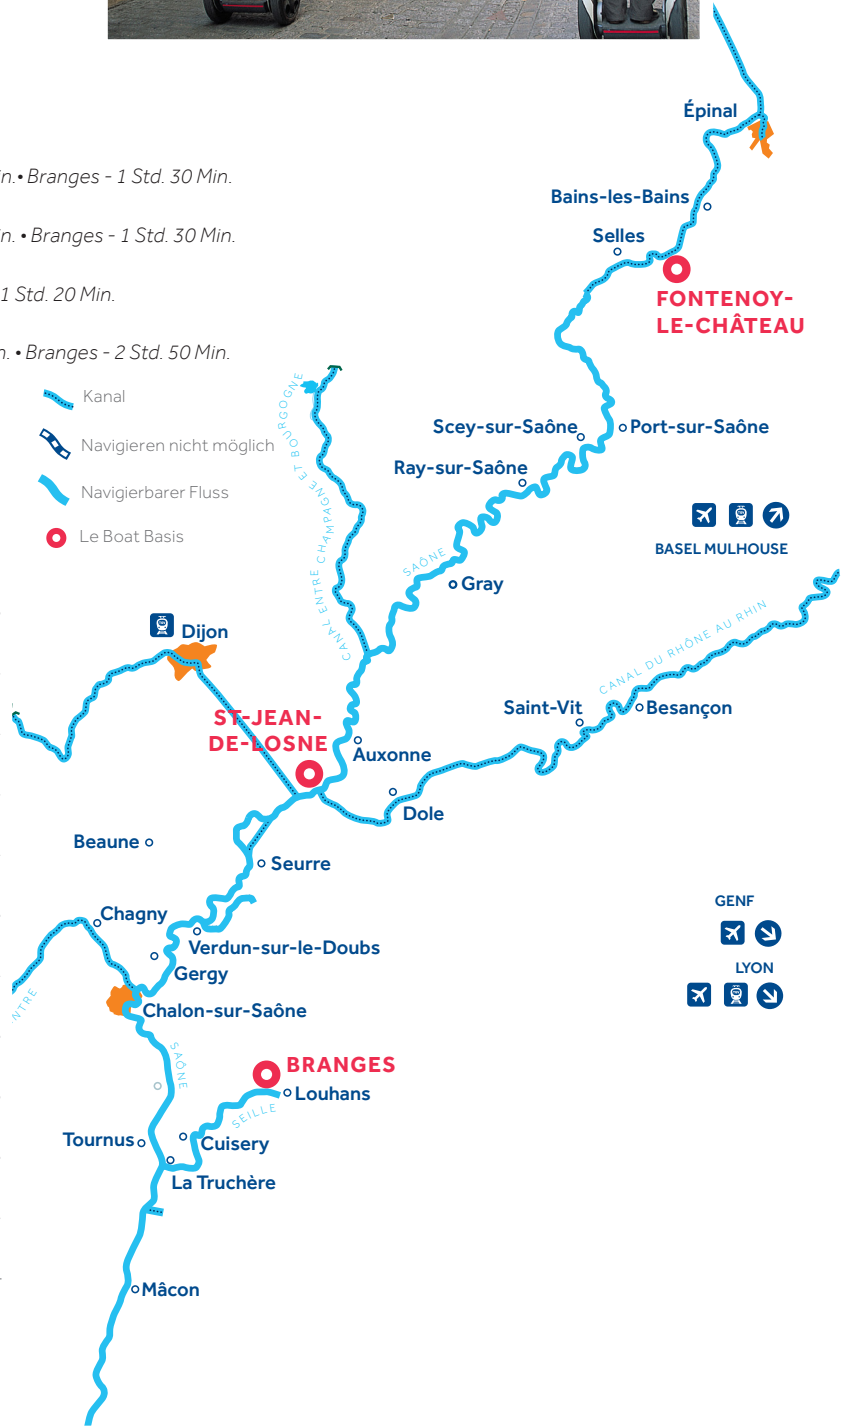 Épinal
n.• Branges - 1 Std. 30 Min.
Bains-les-Bains
n. • Branges - 1 Std. 30 Min.
Selles
1 Std. 20 Min.
FONTENOY-
LE-CHÂTEAU
n. • Branges - 2 Std. 50 Min.
Kanal
Navigieren nicht möglich
Navigierbarer Fluss
Le Boat Basis
CANAL ENTRE CHAMPAGNE ET BOURGOGNE
Scey-sur-Saône
Port-sur-Saône
Ray-sur-Saône
BASEL MULHOUSE
SAÔNE
Gray
CANAL DU RHÔNE AU RHIN
Dijon
ST-JEAN-
DE-LOSNE
Saint-Vit
Besançon
Auxonne
Dole
Beaune
Seurre
GENF
Chagny
Verdun-sur-le-Doubs
LYON
Gergy
NTRE
Chalon-sur-Saône
SAÔNE
BRANGES
Louhans
SEILLE
Tournus
Cuisery
La Truchère
Mâcon